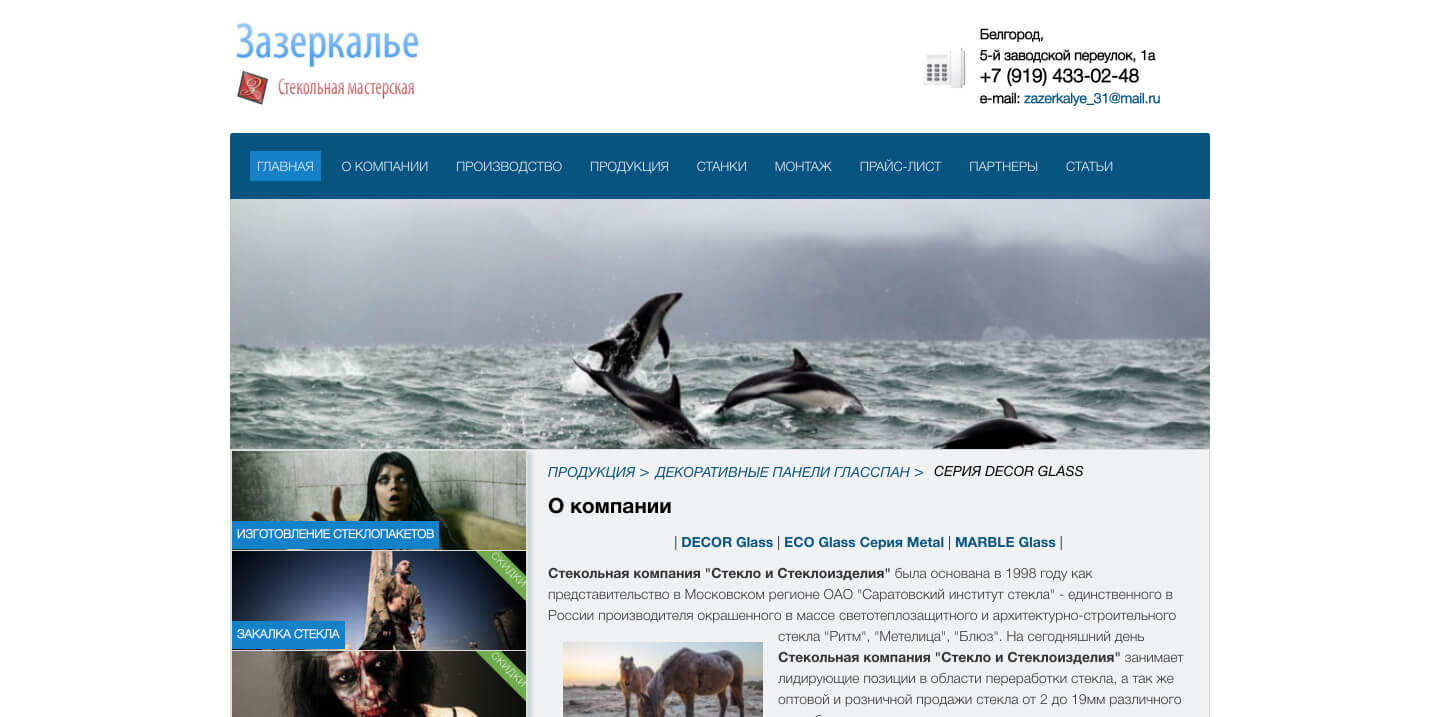 Зазеркалье
Стекольная мастерская
Белгород,
5-й заводской переулок, 1а
+7 (919) 433-02-48
e-mail: zazerkalye_31@mail.ru
ГЛАВНАЯ О КОМПАНИИ ПРОИЗВОДСТВО ПРОДУКЦИЯ СТАНКИ МОНТАЖ ПРАЙС-ЛИСТ ПАРТНЕРЫ СТАТЬИ
ИЗГОТОВЛЕНИЕ СТЕКЛОПАКЕТОВ
СКИДКИ
ЗАКАЛКА СТЕКЛА
СКИДКИ
ПРОДУКЦИЯ > ДЕКОРАТИВНЫЕ ПАНЕЛИ ГЛАССПАН > СЕРИЯ DECOR GLASS
О компании
| DECOR Glass | ECO Glass Серия Metal | MARBLE Glass |
Стекольная компания "Стекло и Стеклоизделия" была основана в 1998 году как
представительство в Московском регионе ОАО "Саратовский институт стекла" - единственного в
России производителя окрашенного в массе светотеплозащитного и архитектурно-строительного
стекла "Ритм", "Метелица", "Блюз". На сегодняшний день
Стекольная компания "Стекло и Стеклоизделия" занимает
лидирующие позиции в области переработки стекла, а так же
оптовой и розничной продажи стекла от 2 до 19мм различного